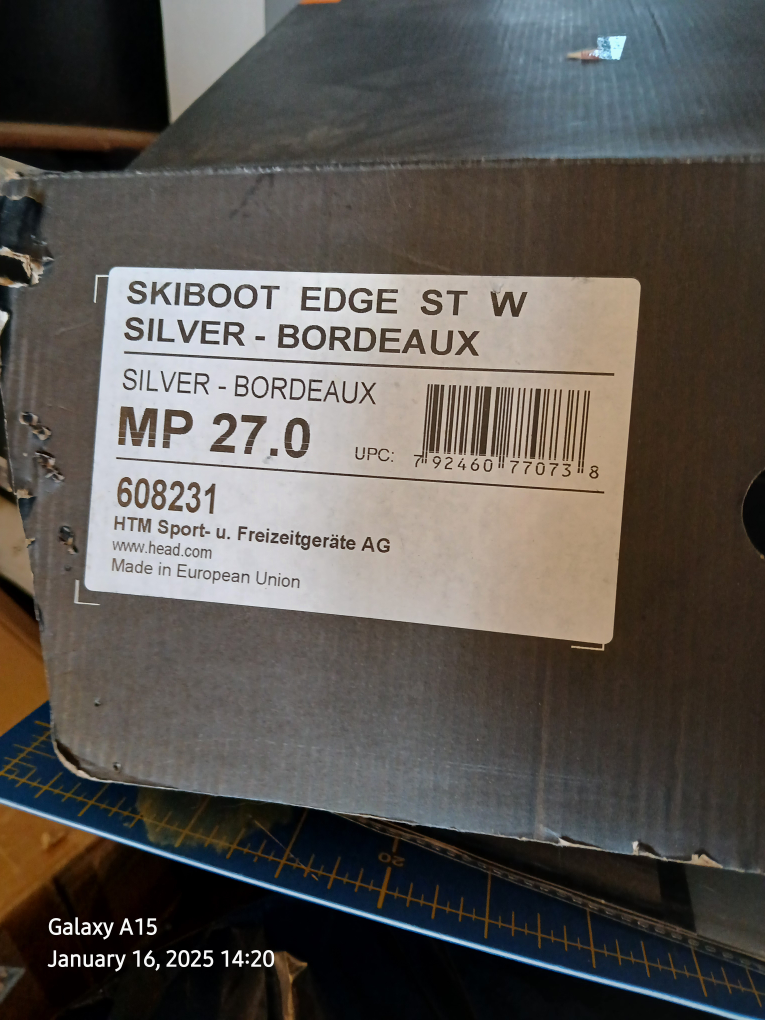 SKIBOOT EDGE ST W
SILVER - BORDEAUX
SILVER - BORDEAUX
MP 27.0
UPC: 7 92460 77073 8
608231
HTM Sport- u. Freizeitgeräte AG
www.head.com
Made in European Union
20
Galaxy A15
January 16, 2025 14:20